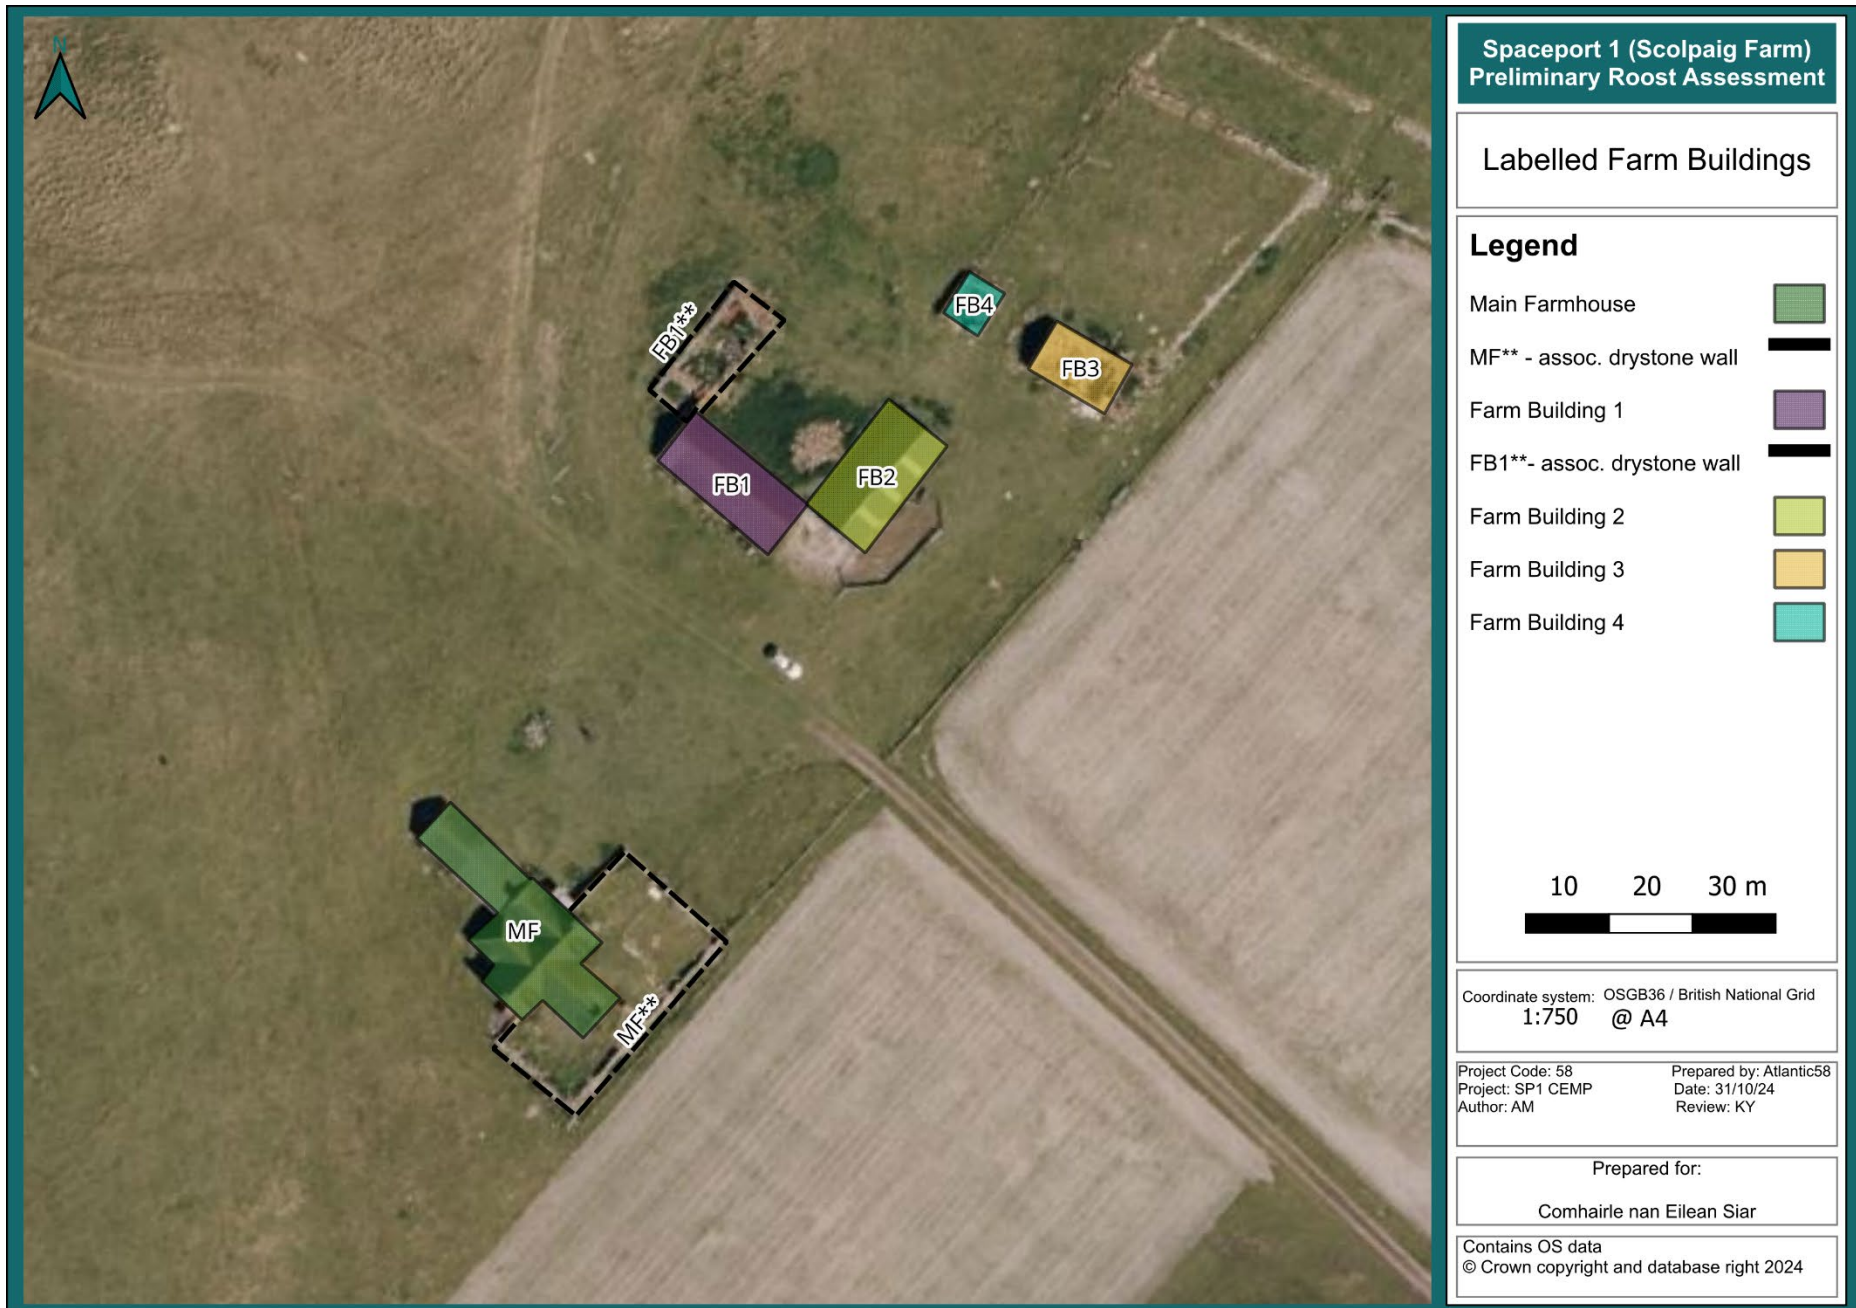 N
FB1**
FB4
FB3
FB1
FB2
MF
MF**
Spaceport 1 (Scolpaig Farm)
Preliminary Roost Assessment
Labelled Farm Buildings
Legend
Main Farmhouse
MF** - assoc. drystone wall
Farm Building 1
FB1**- assoc. drystone wall
Farm Building 2
Farm Building 3
Farm Building 4
10 20 30 m
Coordinate system: OSGB36 / British National Grid
1:750 @ A4
Project Code: 58 Prepared by: Atlantic58
Project: SP1 CEMP Date: 31/10/24
Author: AM Review: KY
Prepared for:
Comhairle nan Eilean Siar
Contains OS data
© Crown copyright and database right 2024